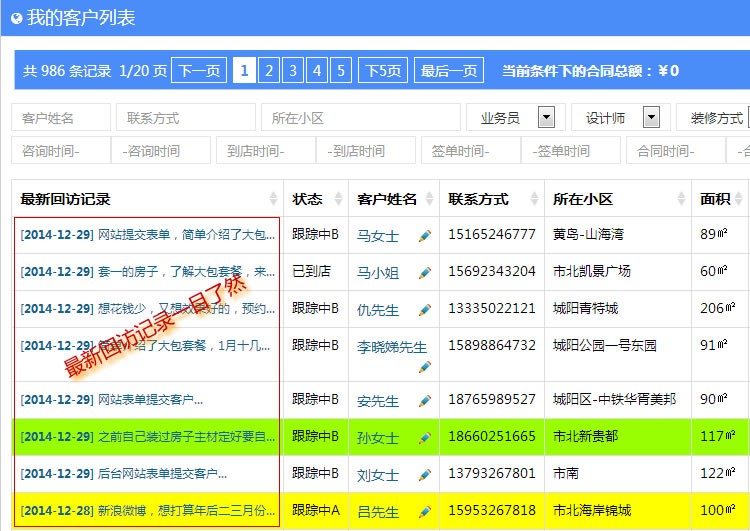 我的客户列表
共 986 条记录 1/20 页 下一页 1 2 3 4 5 下5页 最后一页 当前条件下的合同总额：¥0
客户姓名 联系方式 所在小区 业务员 设计师 装修方式
咨询时间- -咨询时间 到店时间- -到店时间 签单时间- -签单时间 合同时间-
最新回访记录 状态 客户姓名 联系方式 所在小区 面积
[2014-12-29] 网站提交表单，简单介绍了大包... 跟踪中B 马女士 15165246777 黄岛-山海湾 89㎡
[2014-12-29] 套一的房子，了解大包套餐，来... 已到店 马小姐 15692343204 市北凯景广场 60㎡
[2014-12-29] 想花钱少，又想效果好的，预约... 跟踪中B 仇先生 13335022121 城阳青特城 206㎡
[2014-12-29] 简单介绍了大包套餐，1月十几... 跟踪中B 李晓娣先生 15898864732 城阳公园一号东园 91㎡
最新回访记录一目了然
[2014-12-29] 网站表单提交客户... 跟踪中B 安先生 18765989527 城阳区-中铁华胥美邦 90㎡
[2014-12-29] 之前自己装过房子主材定好要自... 跟踪中B 孙女士 18660251665 市北新贵都 117㎡
[2014-12-29] 后台网站表单提交客户... 跟踪中B 刘女士 13793267801 市南 122㎡
[2014-12-28] 新浪微博，想打算年后二三月份... 跟踪中A 吕先生 15953267818 市北海岸锦城 100㎡